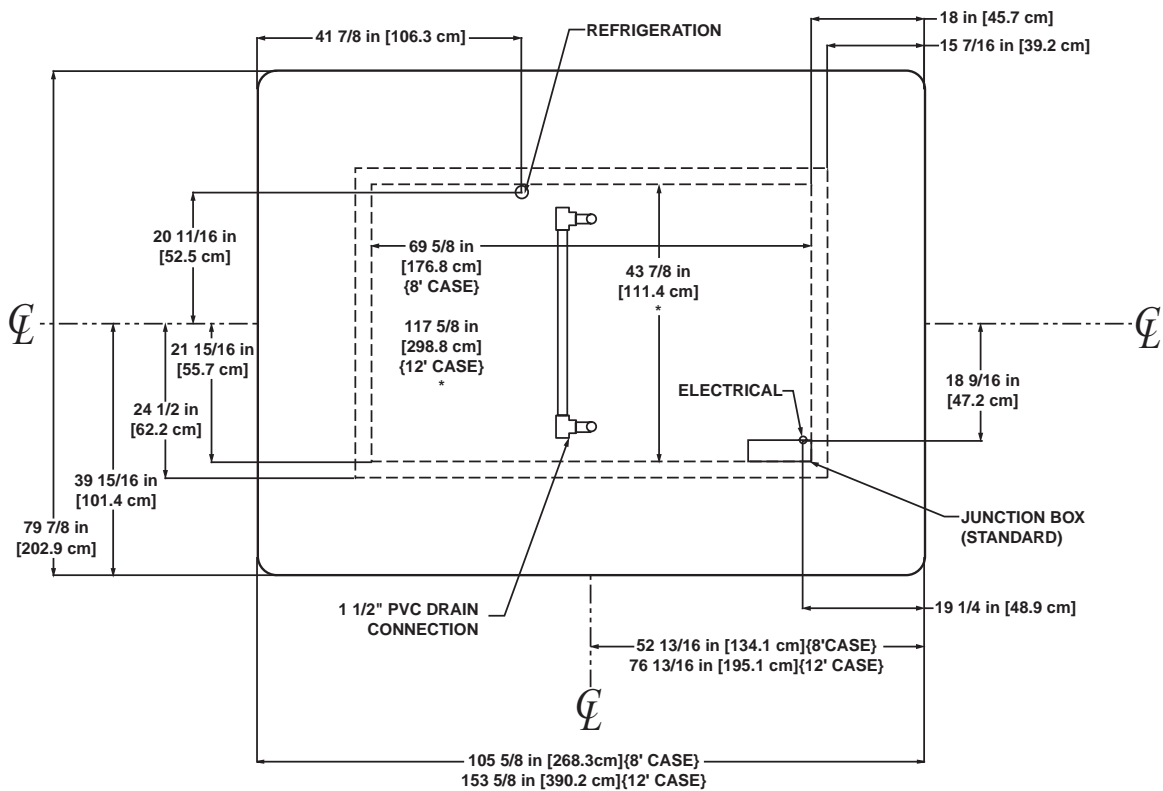 18 in [45.7 cm]
41 7/8 in [106.3 cm]
REFRIGERATION
15 7/16 in [39.2 cm]
20 11/16 in
[52.5 cm]
69 5/8 in
[176.8 cm]
{8' CASE}
43 7/8 in
[111.4 cm]
*
117 5/8 in
[298.8 cm]
{12' CASE}
*
CL
CL
21 15/16 in
[55.7 cm]
18 9/16 in
[47.2 cm]
ELECTRICAL
24 1/2 in
[62.2 cm]
39 15/16 in
[101.4 cm]
79 7/8 in
[202.9 cm]
JUNCTION BOX
(STANDARD)
1 1/2" PVC DRAIN
CONNECTION
19 1/4 in [48.9 cm]
52 13/16 in [134.1 cm]{8'CASE}
76 13/16 in [195.1 cm]{12' CASE}
CL
105 5/8 in [268.3cm]{8' CASE}
153 5/8 in [390.2 cm]{12' CASE}